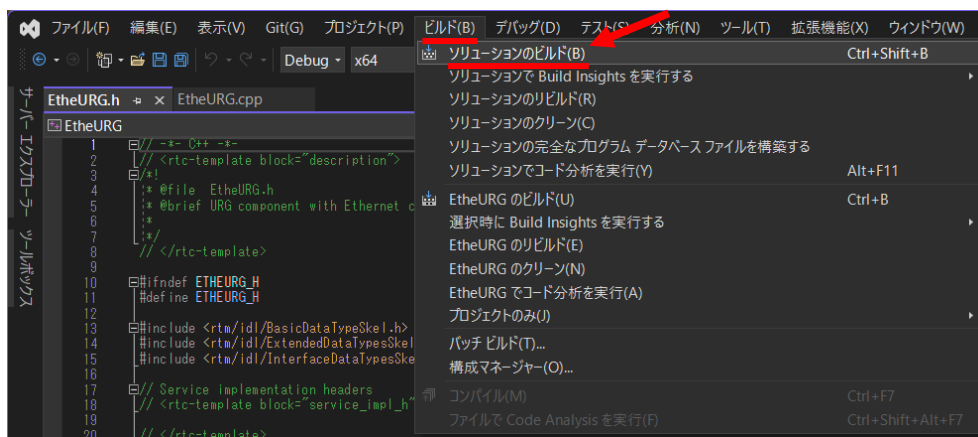 ファイル(F) 編集(E) 表示(V) Git(G) プロジェクト(P) ビルド(B) デバッグ(D) テスト(S) 分析(N) ツール(T) 拡張機能(X) ウィンドウ(W)
Debug x64
サーバー エクスプローラー ツールボックス
EtheURG.h EtheURG.cpp
EtheURG
1 // -*- C++ -*-
2 // <rtc-template block="description">
3 /*!
4 * @file EtheURG.h
5 * @brief URG component with Ethernet c
6 *
7 */
8 // </rtc-template>
9
10 #ifndef ETHEURG_H
11 #define ETHEURG_H
12
13 #include <rtm/idl/BasicDataTypeSkel.h>
14 #include <rtm/idl/ExtendedDataTypesSkel
15 #include <rtm/idl/InterfaceDataTypesSke
16
17 // Service implementation headers
18 // <rtc-template block="service_impl_h"
19
20 // </rtc-template>
ソリューションのビルド(B) Ctrl+Shift+B
ソリューションで Build Insights を実行する
ソリューションのリビルド(R)
ソリューションのクリーン(C)
ソリューションの完全なプログラム データベース ファイルを構築する
ソリューションでコード分析を実行(Y) Alt+F11
EtheURG のビルド(U) Ctrl+B
選択時に Build Insights を実行する
EtheURG のリビルド(E)
EtheURG のクリーン(N)
EtheURG でコード分析を実行(A)
プロジェクトのみ(J)
バッチ ビルド(T)...
構成マネージャー(O)...
コンパイル(M) Ctrl+F7
ファイルで Code Analysis を実行(F) Ctrl+Shift+Alt+F7